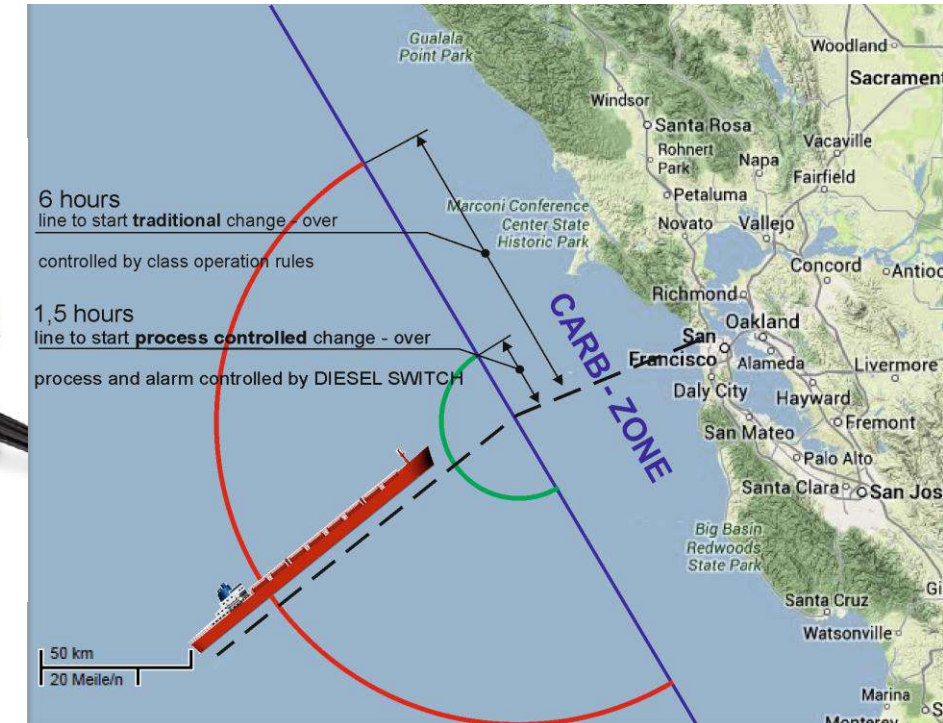 Gualala
Point Park
Woodland
Sacrament
Windsor
Santa Rosa
Rohnert
Park
Napa
Vacaville
Fairfield
Petaluma
6 hours
line to start traditional change - over
controlled by class operation rules
Marconi Conference
Center State
Historic Park
Novato
Vallejo
Concord
Antioc
Richmond
1,5 hours
line to start process controlled change - over
process and alarm controlled by DIESEL SWITCH
CARB - ZONE
San
Francisco
Oakland
Alameda
Livermore
Daly City
Hayward
San Mateo
Fremont
Palo Alto
Santa Clara
San Jos
Big Basin
Redwoods
State Park
Gi
Santa Cruz
Watsonville
50 km
20 Meile/n
Marina
S
Monterey